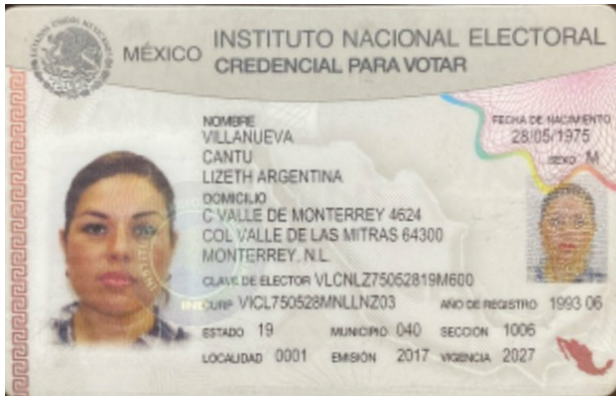 MÉXICO INSTITUTO NACIONAL ELECTORAL
CREDENCIAL PARA VOTAR
NOMBRE
VILLANUEVA
CANTU
LIZETH ARGENTINA
FECHA DE NACIMIENTO
28/05/1975
SEXO M
DOMICILIO
C VALLE DE MONTERREY 4624
COL VALLE DE LAS MITRAS 64300
MONTERREY, N.L.
CLAVE DE ELECTOR VLCNLZ75052819M600
CURP VICL750528MNLLNZ03 AÑO DE REGISTRO 1993 06
ESTADO 19 MUNICIPIO 040 SECCION 1006
LOCALIDAD 0001 EMISIÓN 2017 VIGENCIA 2027